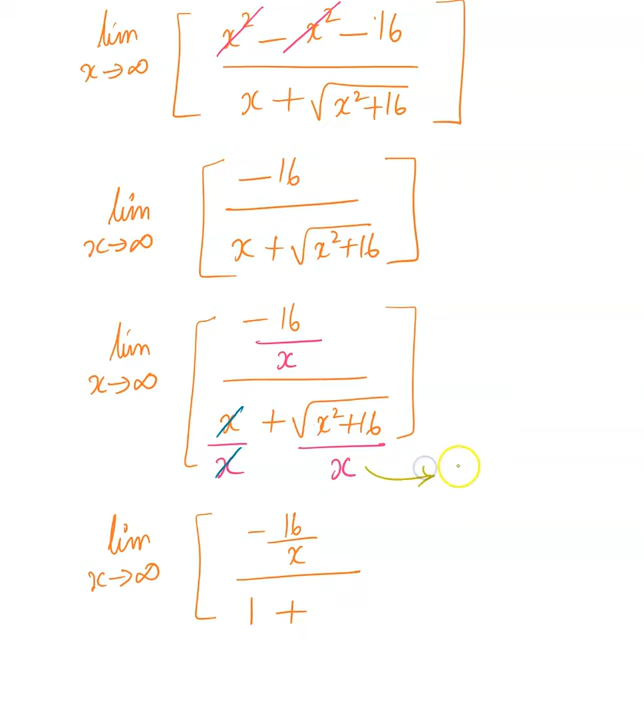 lim x→∞ [ (x² − x² − 16) / (x + √(x²+16)) ]
lim x→∞ [ −16 / (x + √(x²+16)) ]
lim x→∞ [ (−16/x) / (x/x + √(x²+16)/x) ]
lim x→∞ [ (−16/x) / (1 +